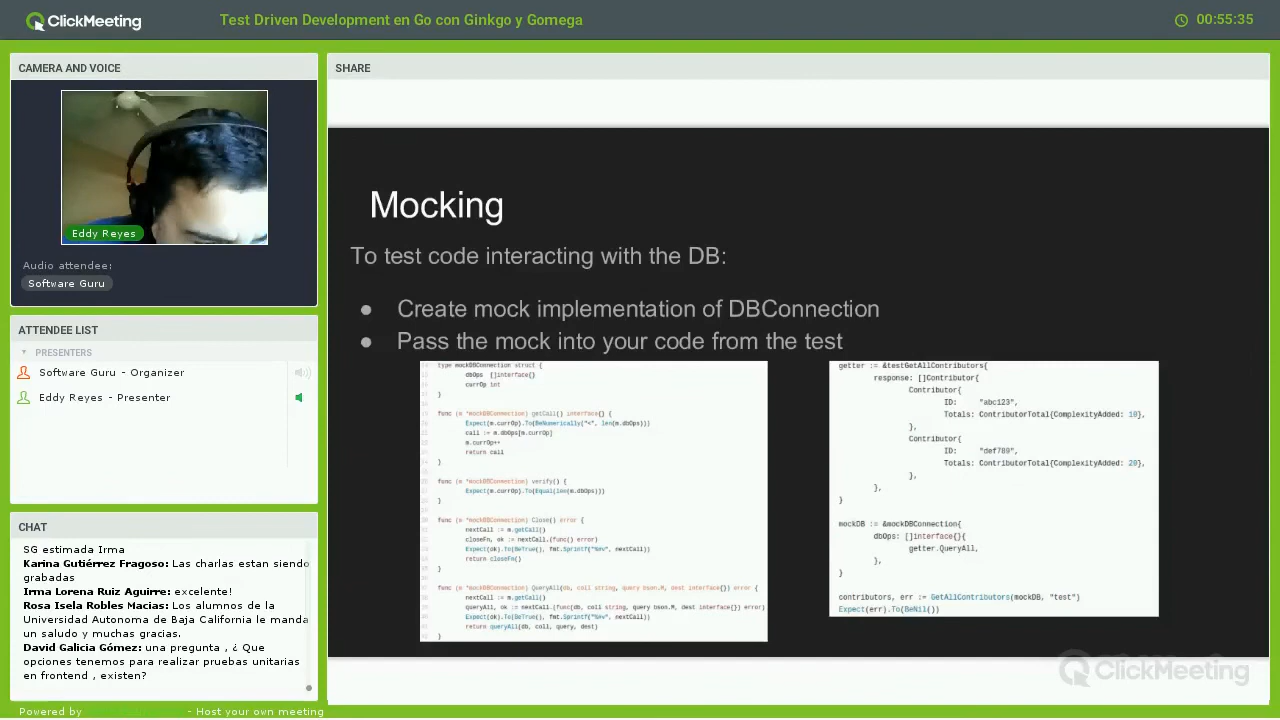 ClickMeeting
Test Driven Development en Go con Ginkgo y Gomega
00:55:35
CAMERA AND VOICE
Eddy Reyes
Audio attendee:
Software Guru
ATTENDEE LIST
PRESENTERS
Software Guru - Organizer
Eddy Reyes - Presenter
CHAT
SG estimada Irma
Karina Gutiérrez Fragoso: Las charlas estan siendo
grabadas
Irma Lorena Ruiz Aguirre: excelente!
Rosa Isela Robles Macias: Los alumnos de la
Universidad Autónoma de Baja California le manda
un saludo y muchas gracias.
David Galicia Gómez: una pregunta , ¿ Que
opciones tenemos para realizar pruebas unitarias
en frontend , existen?
Powered by
- Host your own meeting
SHARE
Mocking
To test code interacting with the DB:
● Create mock implementation of DBConnection
● Pass the mock into your code from the test
type mockDBConnection struct {
dbOps []interface{}
currOp int
}
func (m *mockDBConnection) getCall() interface{} {
Expect(m.currOp).To(BeNumerically("<", len(m.dbOps)))
call := m.dbOps[m.currOp]
m.currOp++
return call
}
func (m *mockDBConnection) verify() {
Expect(m.currOp).To(Equal(len(m.dbOps)))
}
func (m *mockDBConnection) Close() error {
nextCall := m.getCall()
closeFn, ok := nextCall.(func() error)
Expect(ok).To(BeTrue(), fmt.Sprintf("%#v", nextCall))
return closeFn()
}
func (m *mockDBConnection) QueryAll(db, coll string, query bson.M, dest interface{}) error {
nextCall := m.getCall()
queryAll, ok := nextCall.(func(db, coll string, query bson.M, dest interface{}) error)
Expect(ok).To(BeTrue(), fmt.Sprintf("%#v", nextCall))
return queryAll(db, coll, query, dest)
}
getter := &testGetAllContributors{
response: []Contributor{
Contributor{
ID: "abc123",
Totals: ContributorTotal{ComplexityAdded: 10},
},
Contributor{
ID: "def789",
Totals: ContributorTotal{ComplexityAdded: 20},
},
},
}
mockDB := &mockDBConnection{
dbOps: []interface{}{
getter.QueryAll,
},
}
contributors, err := GetAllContributors(mockDB, "test")
Expect(err).To(BeNil())
ClickMeeting